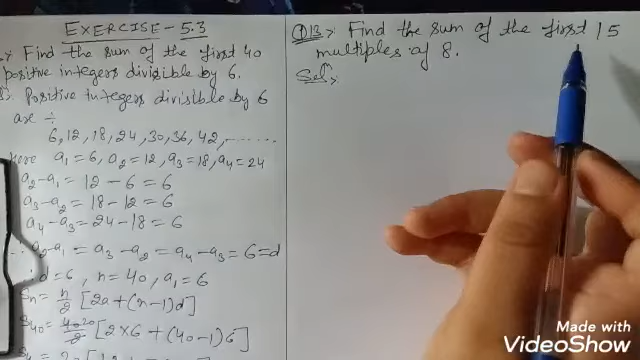 EXERCISE - 5.3
Find the sum of the first 40
positive integers divisible by 6.
Positive integers divisible by 6
are ÷
6, 12, 18, 24, 30, 36, 42, ........
Here a₁ = 6, a₂ = 12, a₃ = 18, a₄ = 24
a₂ - a₁ = 12 - 6 = 6
a₃ - a₂ = 18 - 12 = 6
a₄ - a₃ = 24 - 18 = 6
∴ a₂ - a₁ = a₃ - a₂ = a₄ - a₃ = 6 = d
d = 6, n = 40, a₁ = 6
Sn = n/2 [2a + (n-1)d]
S₄₀ = 40/2 [2×6 + (40-1)6]
Q13 Find the sum of the first 15
multiples of 8.
Solⁿ
Made with
VideoShow